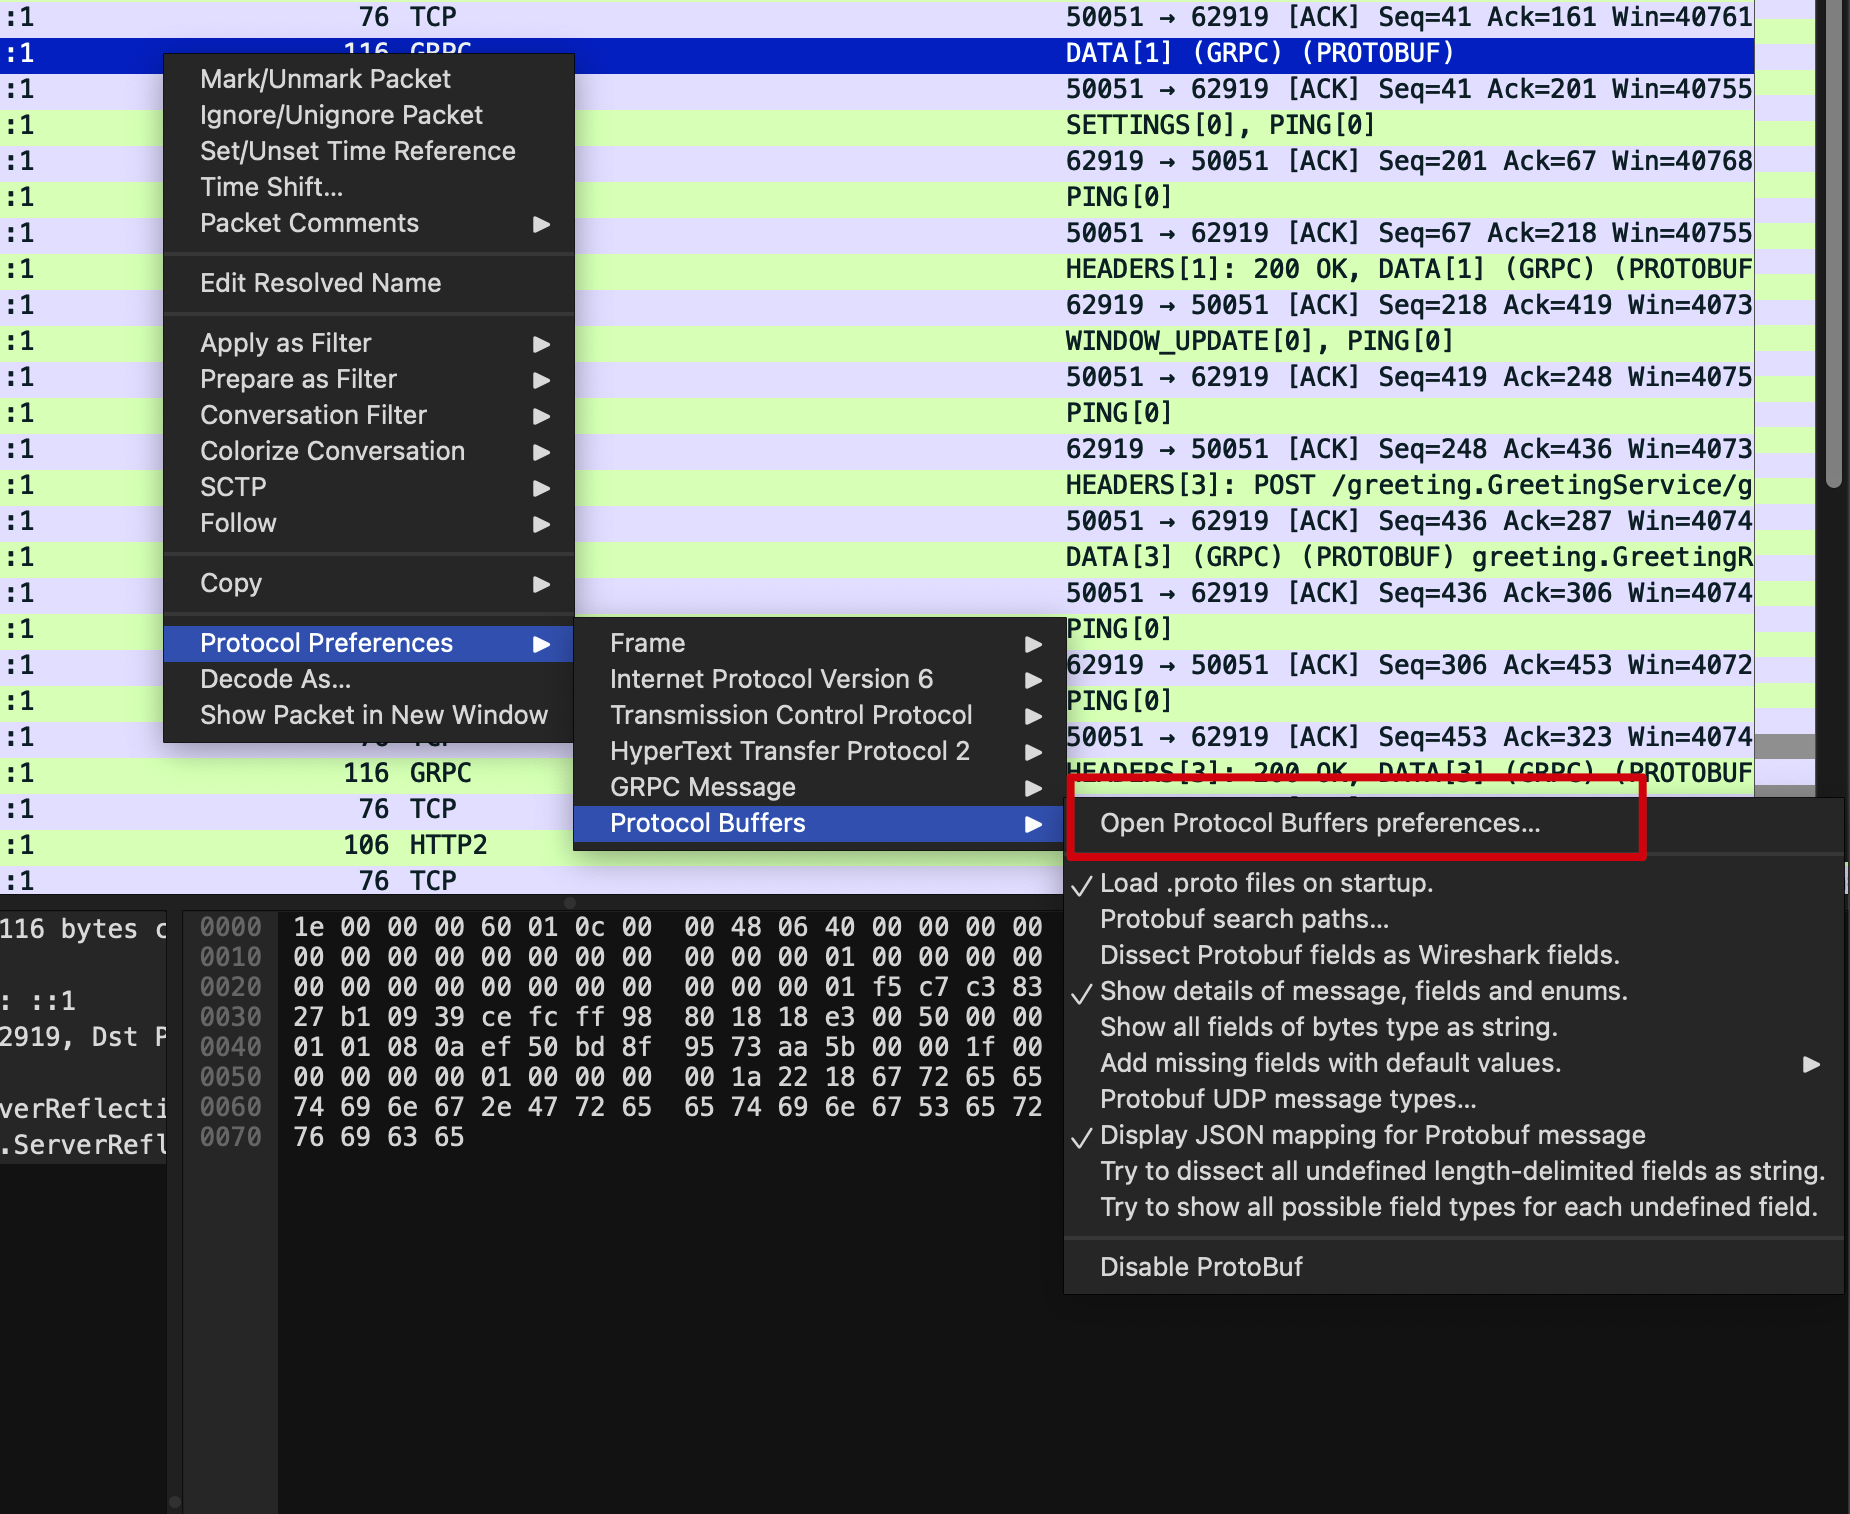 :1 76 TCP 50051 → 62919 [ACK] Seq=41 Ack=161 Win=40761
:1 116 GRPC DATA[1] (GRPC) (PROTOBUF)
:1 50051 → 62919 [ACK] Seq=41 Ack=201 Win=40755
:1 SETTINGS[0], PING[0]
:1 62919 → 50051 [ACK] Seq=201 Ack=67 Win=40768
:1 PING[0]
:1 50051 → 62919 [ACK] Seq=67 Ack=218 Win=40755
:1 HEADERS[1]: 200 OK, DATA[1] (GRPC) (PROTOBUF
:1 62919 → 50051 [ACK] Seq=218 Ack=419 Win=4073
:1 WINDOW_UPDATE[0], PING[0]
:1 50051 → 62919 [ACK] Seq=419 Ack=248 Win=4075
:1 PING[0]
:1 62919 → 50051 [ACK] Seq=248 Ack=436 Win=4073
:1 HEADERS[3]: POST /greeting.GreetingService/g
:1 50051 → 62919 [ACK] Seq=436 Ack=287 Win=4074
:1 DATA[3] (GRPC) (PROTOBUF) greeting.GreetingR
:1 50051 → 62919 [ACK] Seq=436 Ack=306 Win=4074
:1 PING[0]
:1 62919 → 50051 [ACK] Seq=306 Ack=453 Win=4072
:1 PING[0]
:1 76 TCP 50051 → 62919 [ACK] Seq=453 Ack=323 Win=4074
:1 116 GRPC HEADERS[3]: 200 OK, DATA[3] (GRPC) (PROTOBUF
:1 76 TCP
:1 106 HTTP2
:1 76 TCP
Mark/Unmark Packet
Ignore/Unignore Packet
Set/Unset Time Reference
Time Shift...
Packet Comments
Edit Resolved Name
Apply as Filter
Prepare as Filter
Conversation Filter
Colorize Conversation
SCTP
Follow
Copy
Protocol Preferences
Decode As...
Show Packet in New Window
Frame
Internet Protocol Version 6
Transmission Control Protocol
HyperText Transfer Protocol 2
GRPC Message
Protocol Buffers
Open Protocol Buffers preferences...
Load .proto files on startup.
Protobuf search paths...
Dissect Protobuf fields as Wireshark fields.
Show details of message, fields and enums.
Show all fields of bytes type as string.
Add missing fields with default values.
Protobuf UDP message types...
Display JSON mapping for Protobuf message
Try to dissect all undefined length-delimited fields as string.
Try to show all possible field types for each undefined field.
Disable ProtoBuf
116 bytes c
: ::1
2919, Dst P
verReflecti
.ServerRefl
0000 1e 00 00 00 60 01 0c 00 00 48 06 40 00 00 00 00
0010 00 00 00 00 00 00 00 00 00 00 00 01 00 00 00 00
0020 00 00 00 00 00 00 00 00 00 00 00 01 f5 c7 c3 83
0030 27 b1 09 39 ce fc ff 98 80 18 18 e3 00 50 00 00
0040 01 01 08 0a ef 50 bd 8f 95 73 aa 5b 00 00 1f 00
0050 00 00 00 00 01 00 00 00 00 1a 22 18 67 72 65 65
0060 74 69 6e 67 2e 47 72 65 65 74 69 6e 67 53 65 72
0070 76 69 63 65